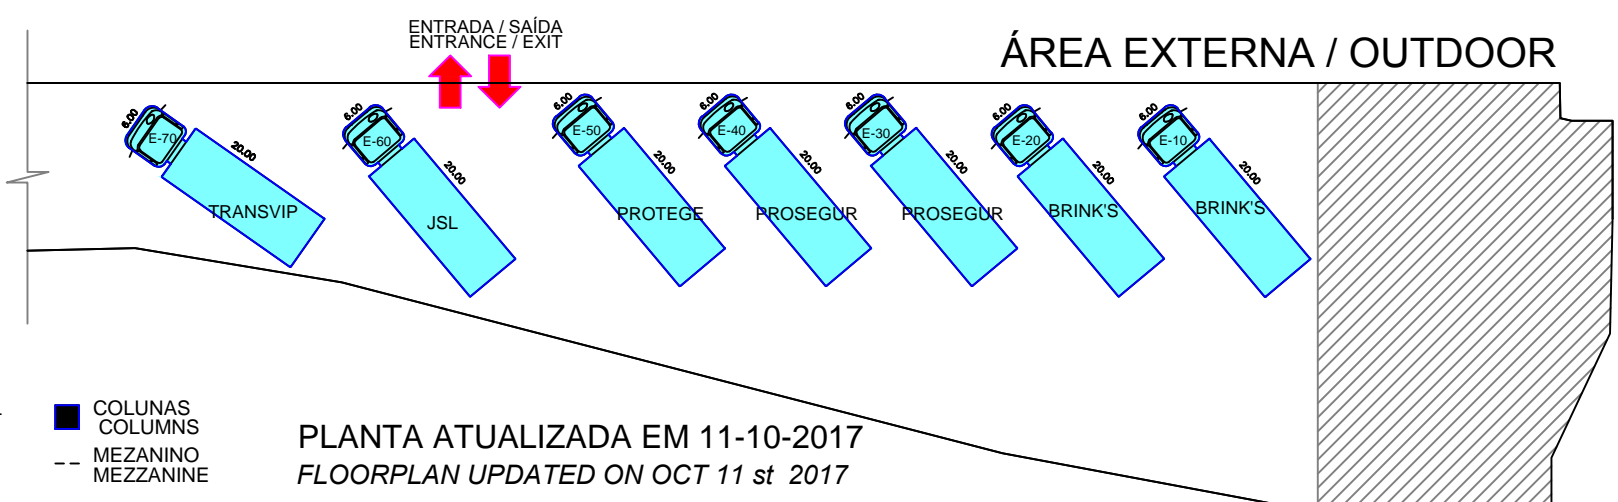 ENTRADA / SAÍDA
ENTRANCE / EXIT
ÁREA EXTERNA / OUTDOOR
6.00
E-70
20.00
TRANSVIP
6.00
E-60
20.00
JSL
6.00
E-50
20.00
PROTEGE
6.00
E-40
20.00
PROSEGUR
6.00
E-30
20.00
PROSEGUR
6.00
E-20
20.00
BRINK'S
6.00
E-10
20.00
BRINK'S
COLUNAS
COLUMNS
MEZANINO
MEZZANINE
PLANTA ATUALIZADA EM 11-10-2017
FLOORPLAN UPDATED ON OCT 11 st 2017